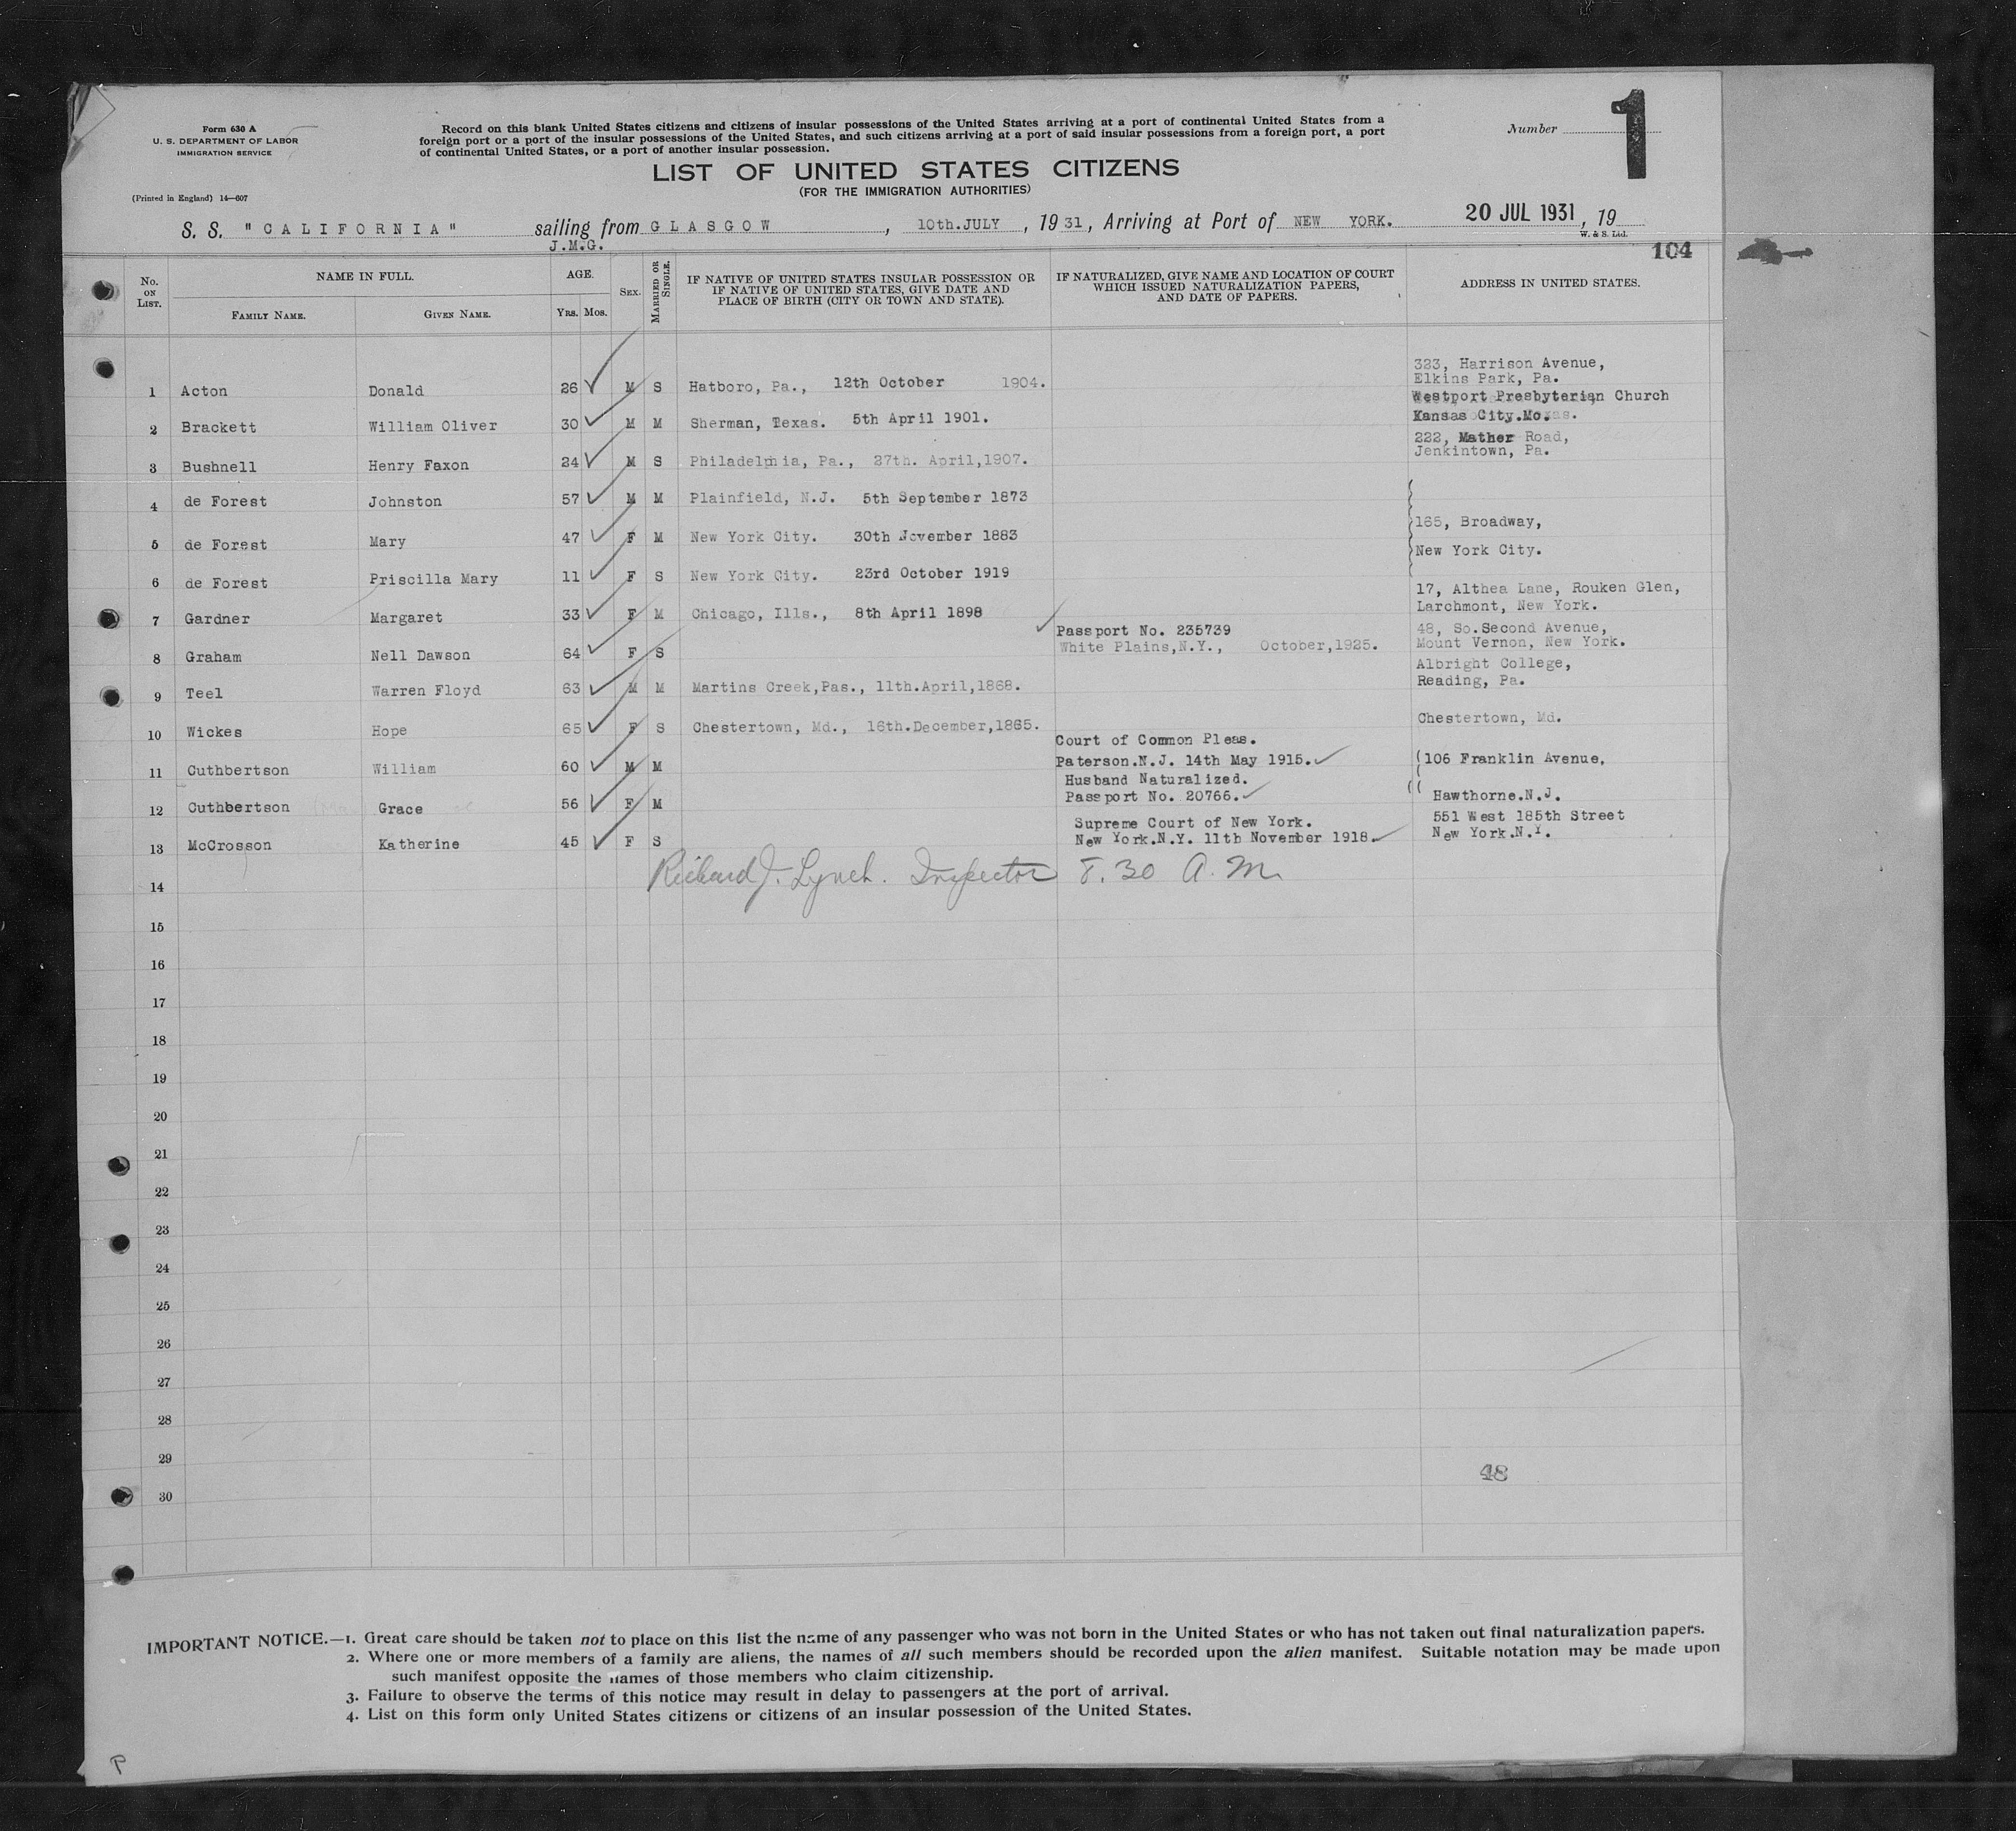 Form 630 A
U. S. DEPARTMENT OF LABOR
IMMIGRATION SERVICE
(Printed in England) 14—607
Record on this blank United States citizens and citizens of insular possessions of the United States arriving at a port of continental United States from a
foreign port or a port of the insular possessions of the United States, and such citizens arriving at a port of said insular possessions from a foreign port, a port
of continental United States, or a port of another insular possession.
Number
1
LIST OF UNITED STATES CITIZENS
(FOR THE IMMIGRATION AUTHORITIES)
S. S. "CALIFORNIA" sailing from GLASGOW, 10th.JULY, 1931, Arriving at Port of NEW YORK. 20 JUL 1931, 19
J.M.G.
W. & S. Ltd.
104
No. ON LIST. NAME IN FULL. FAMILY NAME. GIVEN NAME. AGE. YRS. MOS. SEX. MARRIED OR SINGLE. IF NATIVE OF UNITED STATES INSULAR POSSESSION OR IF NATIVE OF UNITED STATES, GIVE DATE AND PLACE OF BIRTH (CITY OR TOWN AND STATE). IF NATURALIZED, GIVE NAME AND LOCATION OF COURT WHICH ISSUED NATURALIZATION PAPERS, AND DATE OF PAPERS. ADDRESS IN UNITED STATES.
323, Harrison Avenue,
Elkins Park, Pa.
1 Acton Donald 26 M S Hatboro, Pa., 12th October 1904.
Westport Presbyterian Church
Kansas City.Mo.
2 Brackett William Oliver 30 M M Sherman, Texas. 5th April 1901.
222, Mather Road,
Jenkintown, Pa.
3 Bushnell Henry Faxon 24 M S Philadelphia, Pa., 27th. April,1907.
4 de Forest Johnston 57 M M Plainfield, N.J. 5th September 1873
165, Broadway,
5 de Forest Mary 47 F M New York City. 30th November 1883
New York City.
6 de Forest Priscilla Mary 11 F S New York City. 23rd October 1919
17, Althea Lane, Rouken Glen,
Larchmont, New York.
7 Gardner Margaret 33 F M Chicago, Ills., 8th April 1898
Passport No. 235739
48, So.Second Avenue,
White Plains,N.Y., October,1925. Mount Vernon, New York.
8 Graham Nell Dawson 64 F S
Albright College,
Reading, Pa.
9 Teel Warren Floyd 63 M M Martins Creek,Pas., 11th.April,1868.
Chestertown, Md.
10 Wickes Hope 65 F S Chestertown, Md., 16th.December,1865.
Court of Common Pleas.
Paterson.N.J. 14th May 1915. 106 Franklin Avenue.
11 Cuthbertson William 60 M M
Husband Naturalized.
Passport No. 20766. Hawthorne.N.J.
12 Cuthbertson Grace 56 F M
Supreme Court of New York. 551 West 185th Street
New York.N.Y. 11th November 1918. New York.N.Y.
13 McCrosson Katherine 45 F S
Richard J. Lynch. Inspector 8.30 A.M.
14
15
16
17
18
19
20
21
22
23
24
25
26
27
28
29
48
30
IMPORTANT NOTICE.—1. Great care should be taken not to place on this list the name of any passenger who was not born in the United States or who has not taken out final naturalization papers.
2. Where one or more members of a family are aliens, the names of all such members should be recorded upon the alien manifest. Suitable notation may be made upon
such manifest opposite the names of those members who claim citizenship.
3. Failure to observe the terms of this notice may result in delay to passengers at the port of arrival.
4. List on this form only United States citizens or citizens of an insular possession of the United States.
P